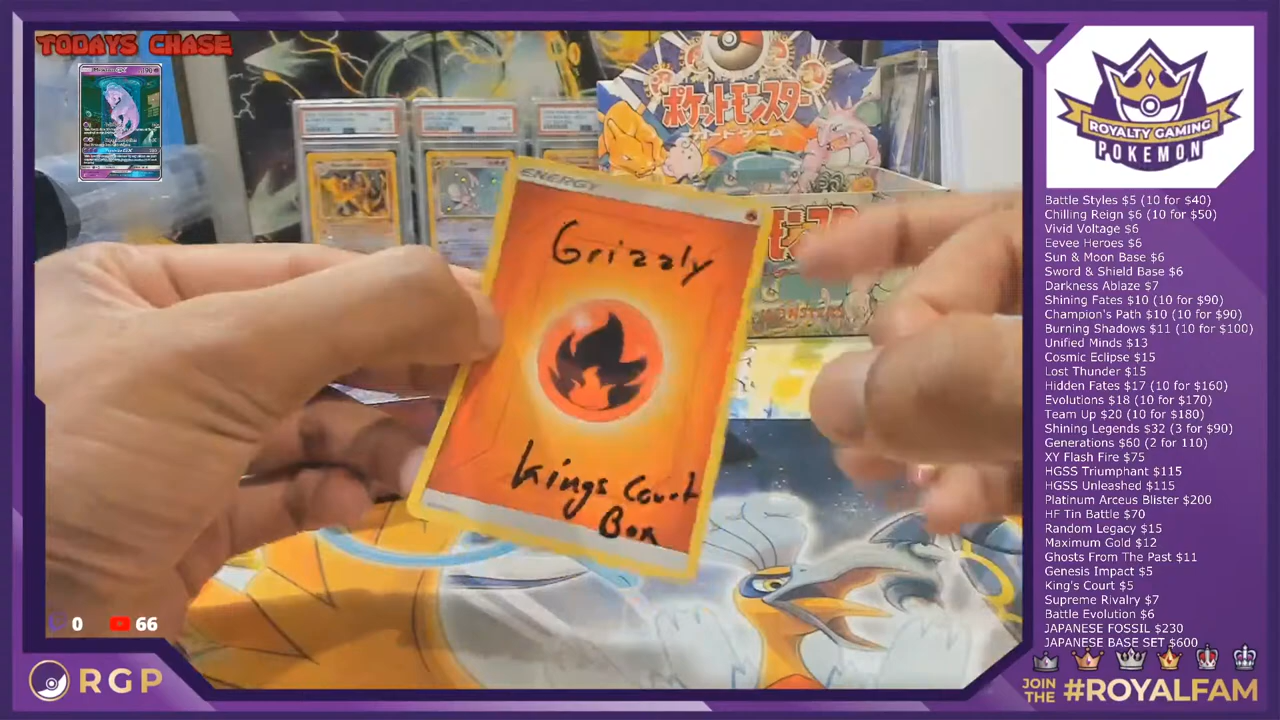 TODAYS CHASE
ポケットモンスター
カードゲーム
ENERGY
Grizzly
Kings Court
Box
MONSTERS
0
66
RGP
ROYALTY GAMING
POKEMON
Battle Styles $5 (10 for $40)
Chilling Reign $6 (10 for $50)
Vivid Voltage $6
Eevee Heroes $6
Sun & Moon Base $6
Sword & Shield Base $6
Darkness Ablaze $7
Shining Fates $10 (10 for $90)
Champion's Path $10 (10 for $90)
Burning Shadows $11 (10 for $100)
Unified Minds $13
Cosmic Eclipse $15
Lost Thunder $15
Hidden Fates $17 (10 for $160)
Evolutions $18 (10 for $170)
Team Up $20 (10 for $180)
Shining Legends $32 (3 for $90)
Generations $60 (2 for 110)
XY Flash Fire $75
HGSS Triumphant $115
HGSS Unleashed $115
Platinum Arceus Blister $200
HF Tin Battle $70
Random Legacy $15
Maximum Gold $12
Ghosts From The Past $11
Genesis Impact $5
King's Court $5
Supreme Rivalry $7
Battle Evolution $6
JAPANESE FOSSIL $230
JAPANESE BASE SET $600
JOIN
THE
#ROYALFAM